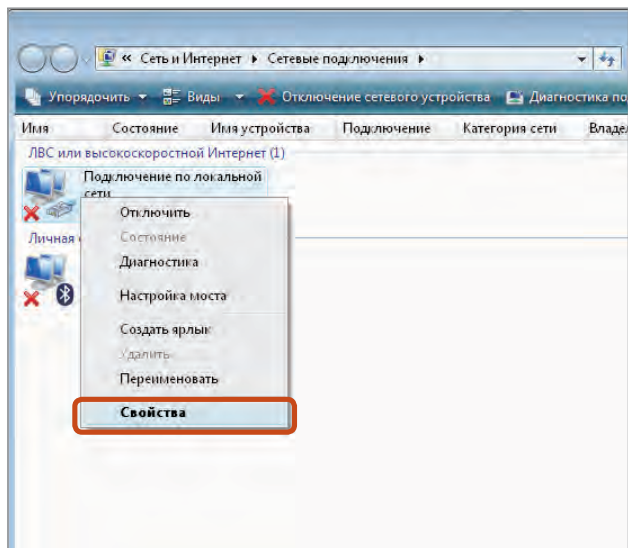 « Сеть и Интернет Сетевые подключения
Упорядочить Виды Отключение сетевого устройства Диагностика по
Имя Состояние Имя устройства Подключение Категория сети Владел
ЛВС или высокоскоростной Интернет (1)
Подключение по локальной
сети
Отключить
Состояние
Диагностика
Личная
Настройка моста
Создать ярлык
Удалить
Переименовать
Свойства